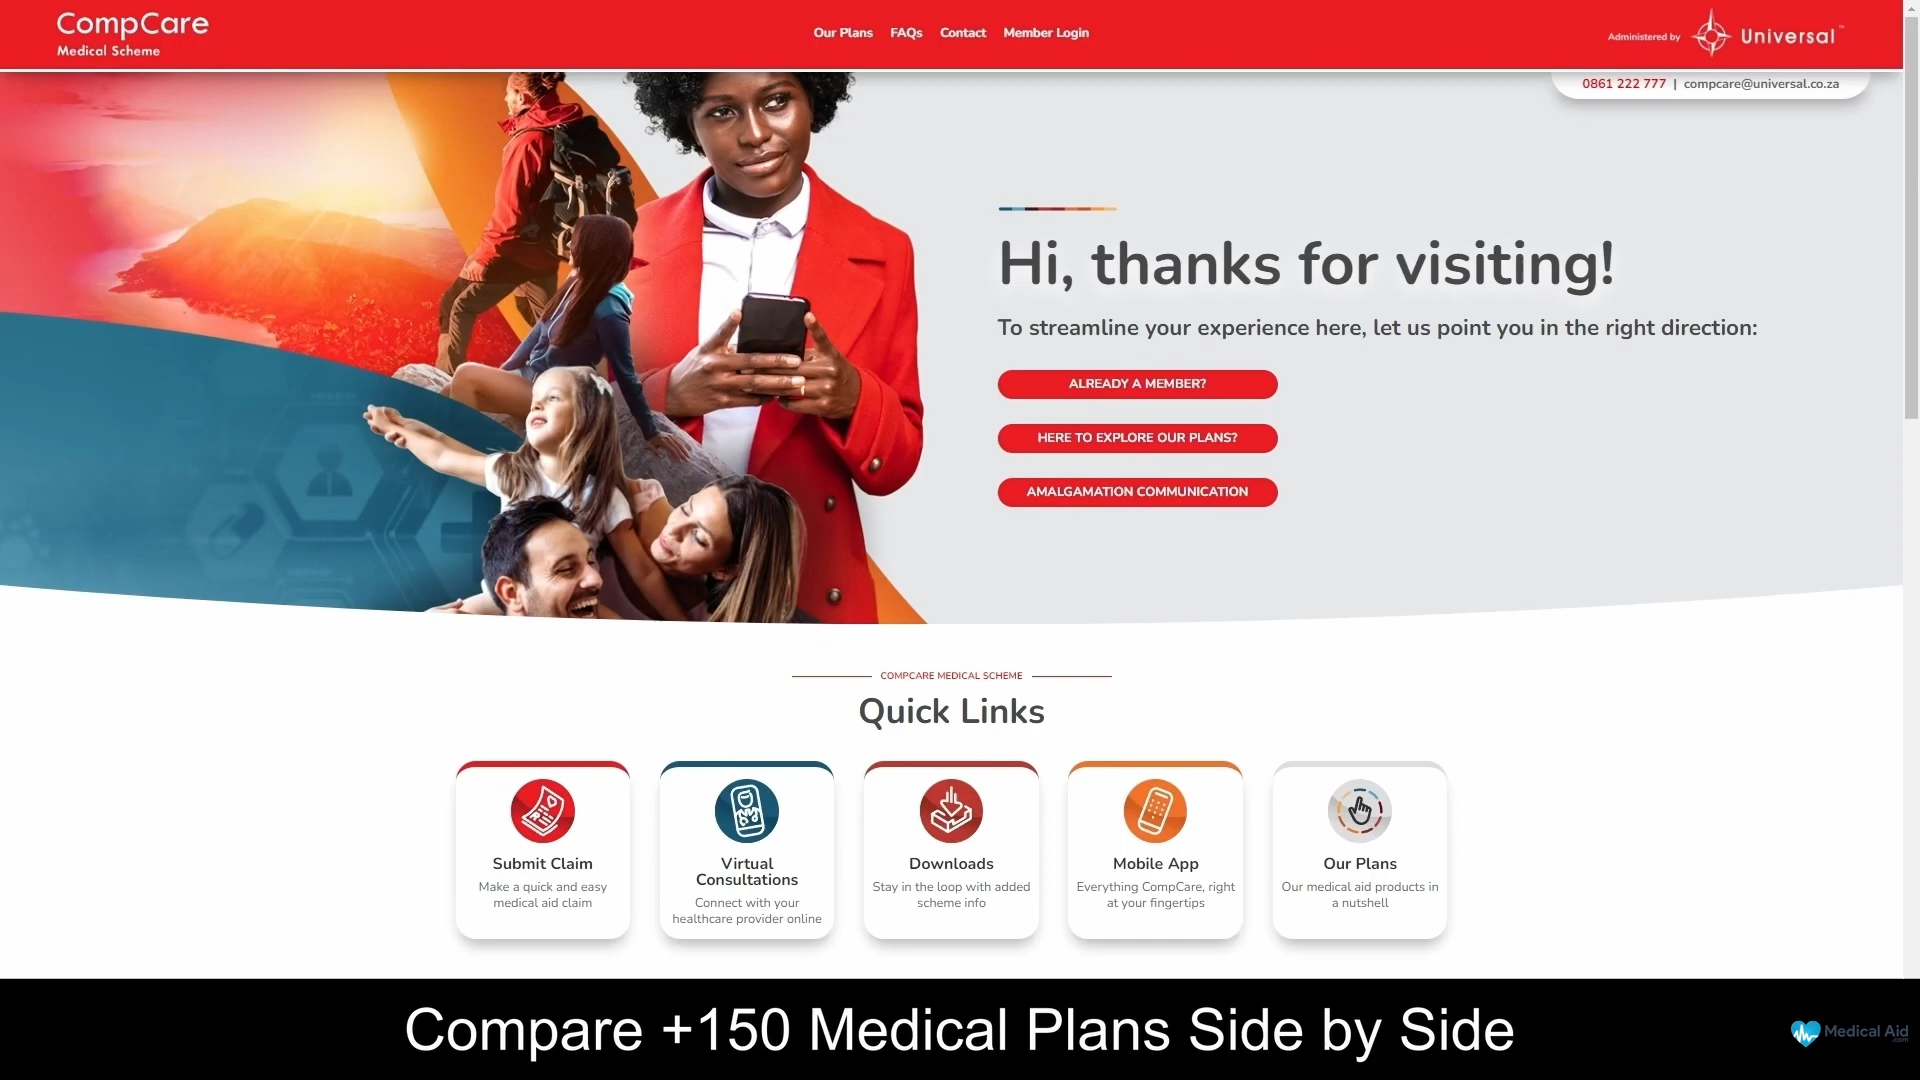 CompCare
Medical Scheme
Our Plans FAQs Contact Member Login
Administered by Universal™
0861 222 777 | compcare@universal.co.za
Hi, thanks for visiting!
To streamline your experience here, let us point you in the right direction:
ALREADY A MEMBER?
HERE TO EXPLORE OUR PLANS?
AMALGAMATION COMMUNICATION
COMPCARE MEDICAL SCHEME
Quick Links
Submit Claim
Make a quick and easy
medical aid claim
Virtual
Consultations
Connect with your
healthcare provider online
Downloads
Stay in the loop with added
scheme info
Mobile App
Everything CompCare, right
at your fingertips
Our Plans
Our medical aid products in
a nutshell
Compare +150 Medical Plans Side by Side
Medical Aid
.com